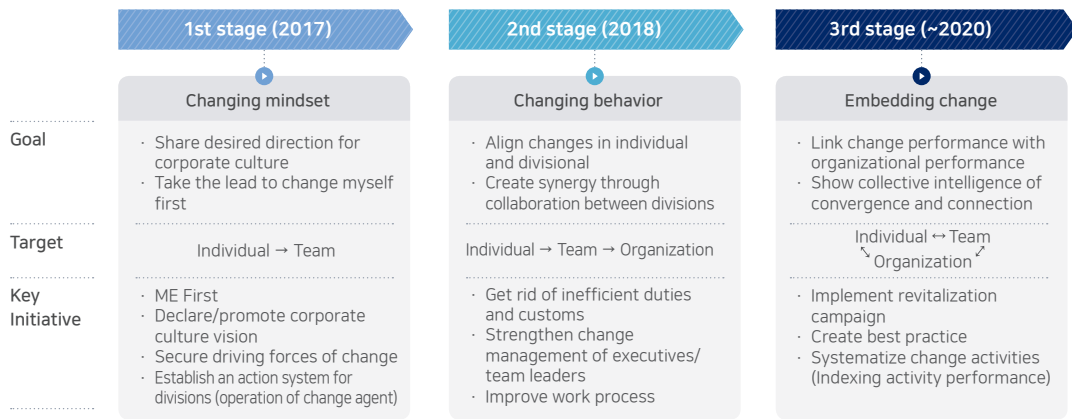 1st stage (2017)
2nd stage (2018)
3rd stage (~2020)
Changing mindset
Changing behavior
Embedding change
Goal
· Share desired direction for
corporate culture
· Take the lead to change myself
first
· Align changes in individual
and divisional
· Create synergy through
collaboration between divisions
· Link change performance with
organizational performance
· Show collective intelligence of
convergence and connection
Target
Individual → Team
Individual → Team → Organization
Individual ↔ Team
⤡ Organization ⤢
Key
Initiative
· ME First
· Declare/promote corporate
culture vision
· Secure driving forces of change
· Establish an action system for
divisions (operation of change agent)
· Get rid of inefficient duties
and customs
· Strengthen change
management of executives/
team leaders
· Improve work process
· Implement revitalization
campaign
· Create best practice
· Systematize change activities
(Indexing activity performance)